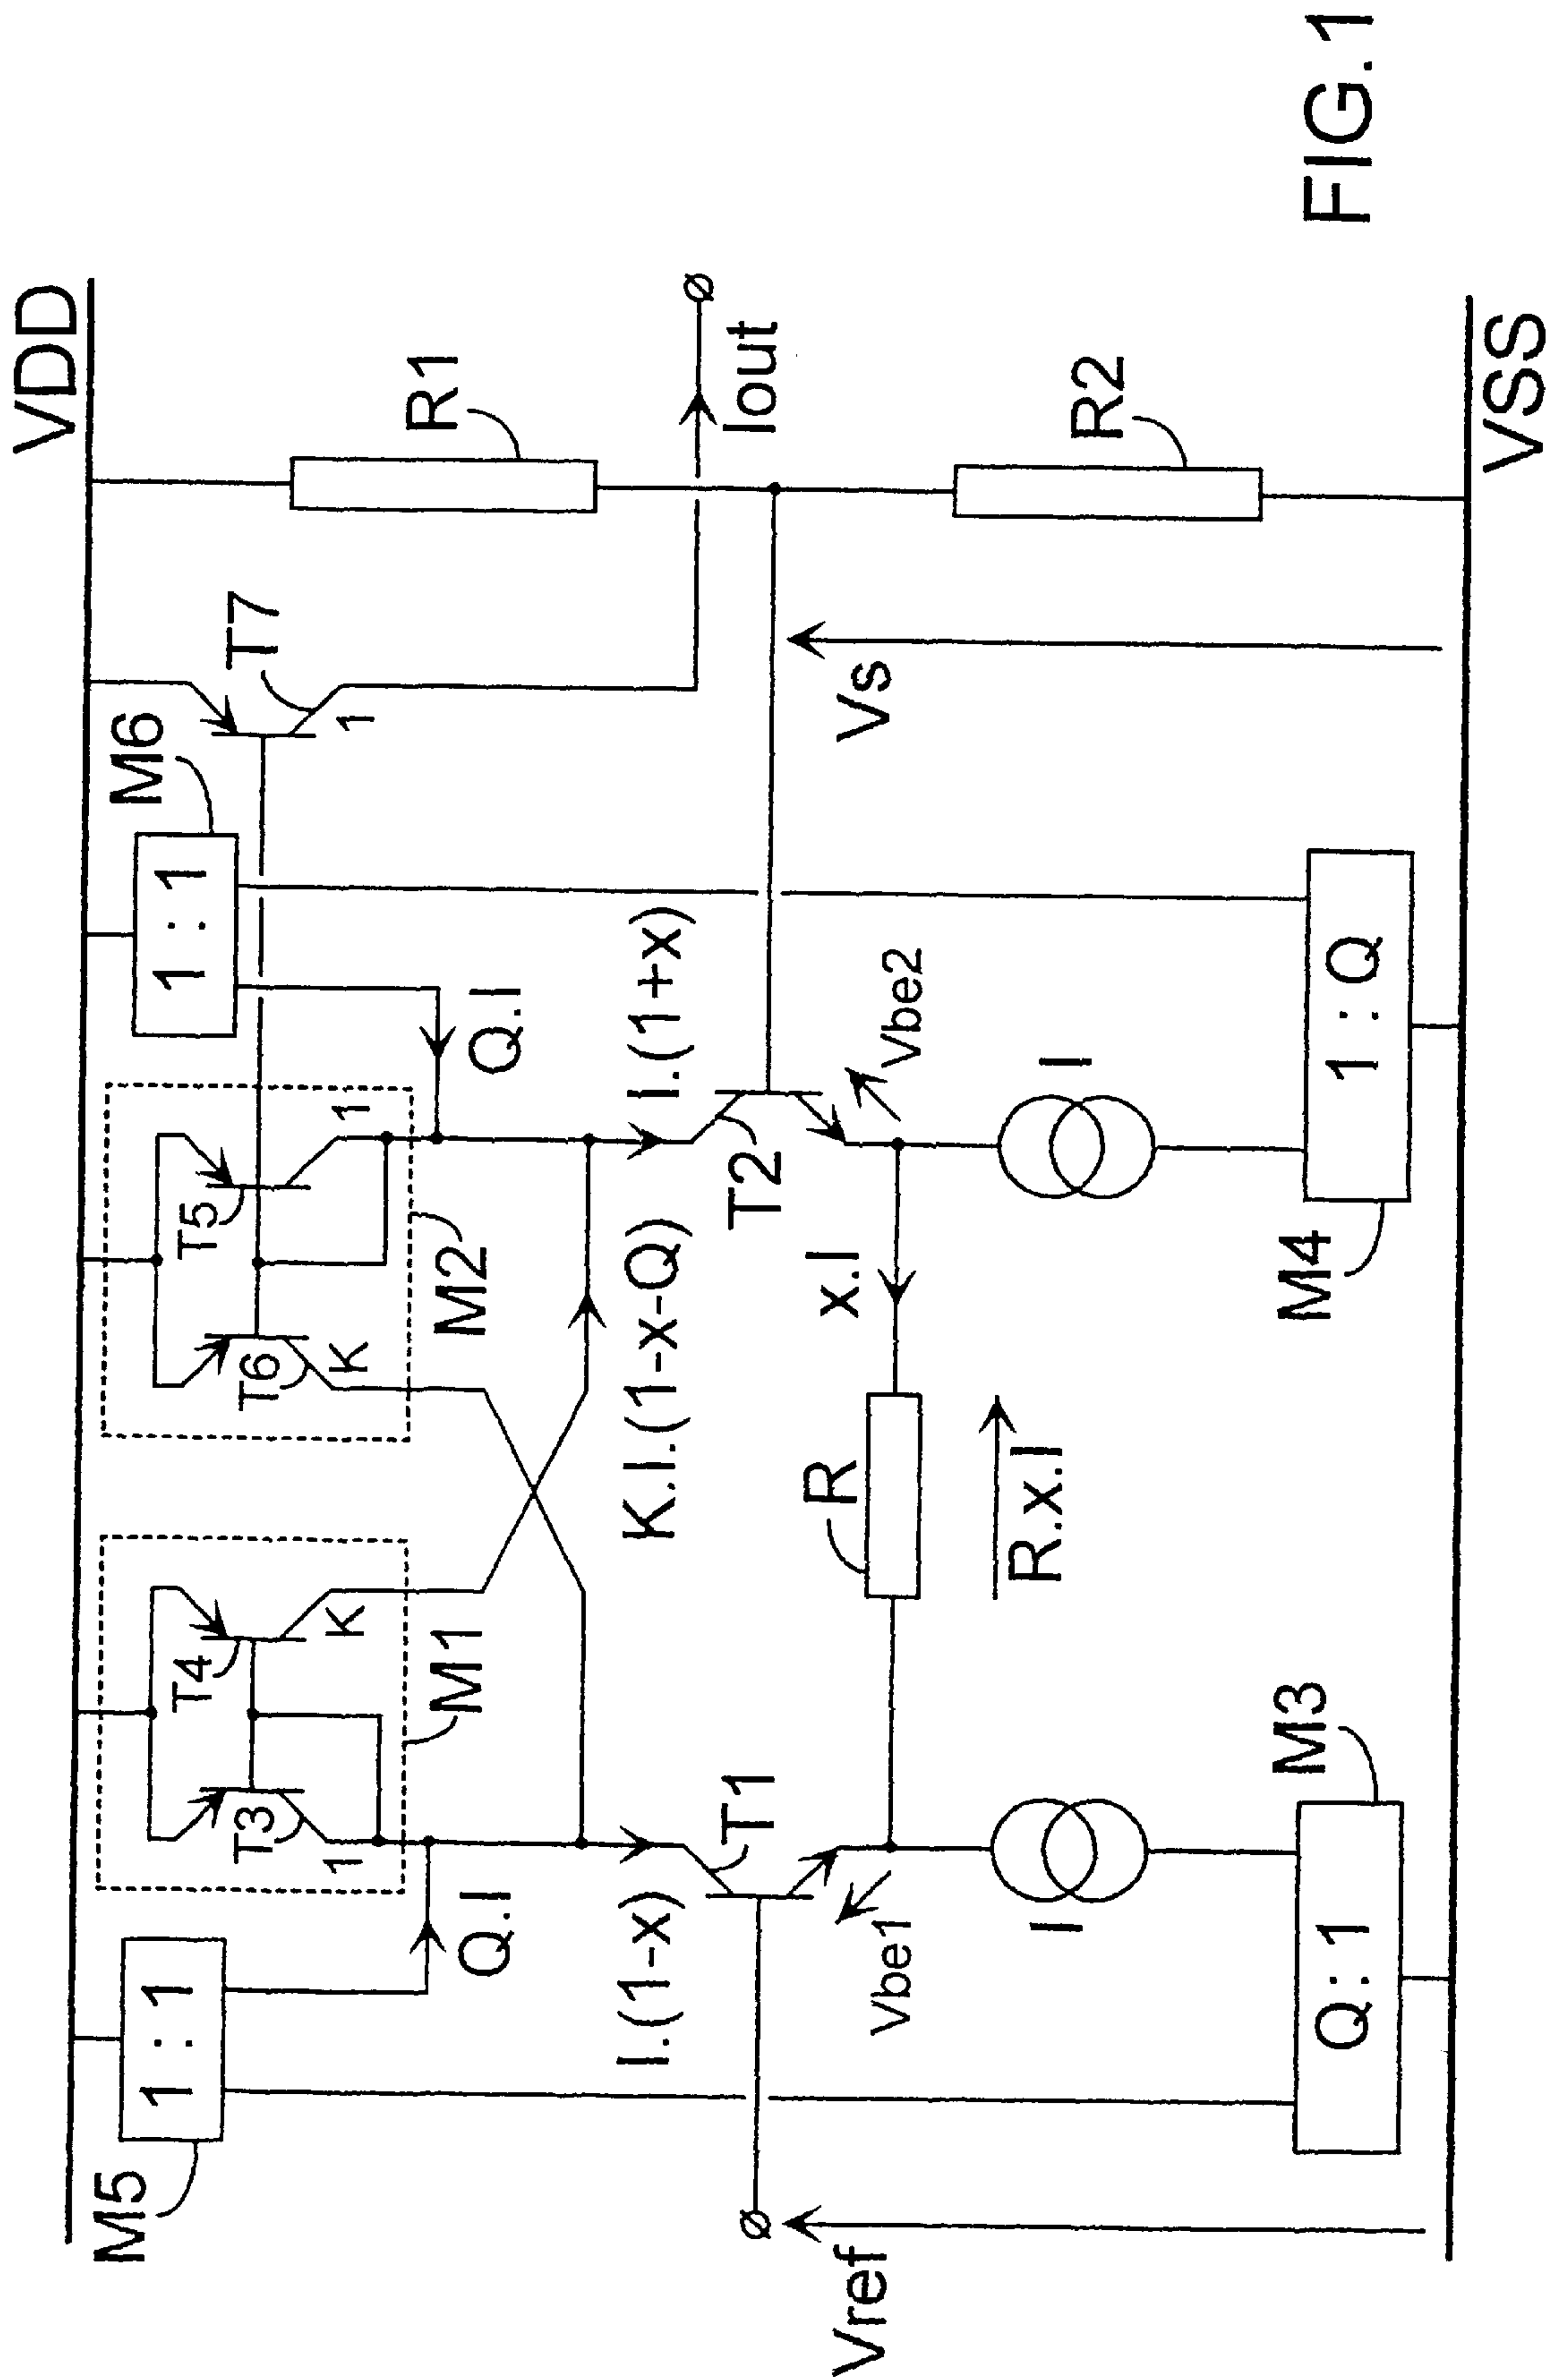 VDD
M5
1 : 1
T3
T4
1
K
M1
Q.I
T6
T5
K
1
M2
M6
1 : 1
Q.I
T7
1
R1
I.(1-x)
K.I.(1-x-Q)
I.(1+x)
Iout
Vref
T1
Vbe1
R
x.I
R.x.I
T2
Vbe2
Vs
R2
I
I
Q : 1
M3
1 : Q
M4
VSS
FIG. 1